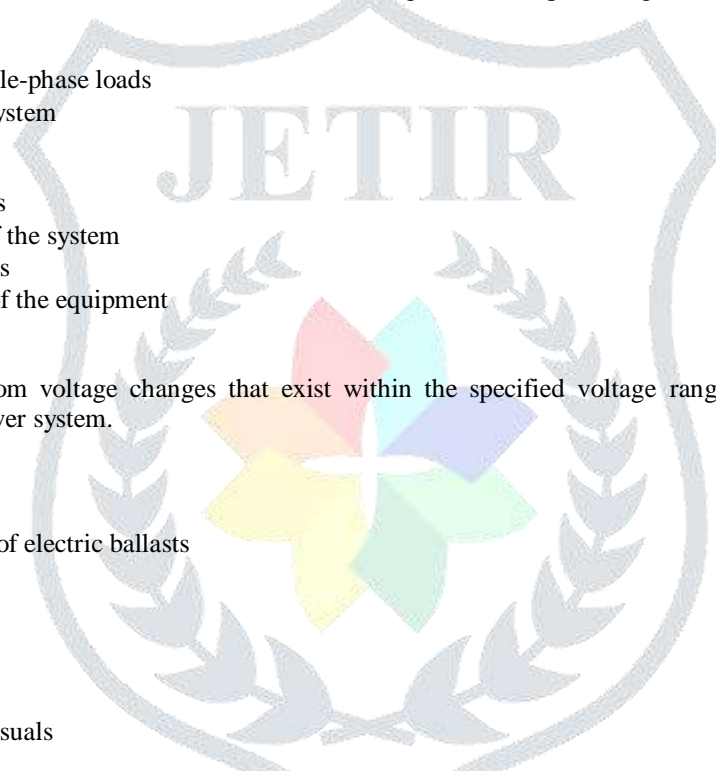 le-phase loads
ystem
JETIR
s
f the system
s
of the equipment
om voltage changes that exist within the specified voltage rang
ver system.
of electric ballasts
suals